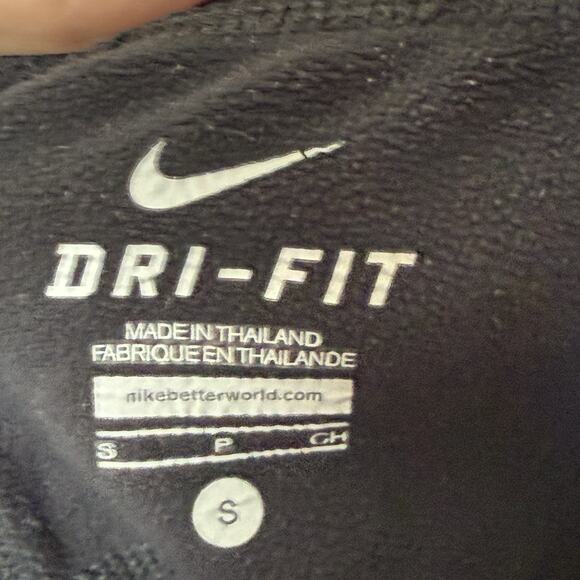 DRI-FIT
MADE IN THAILAND
FABRIQUE EN THAILANDE
nikebetterworld.com
S P CH
S